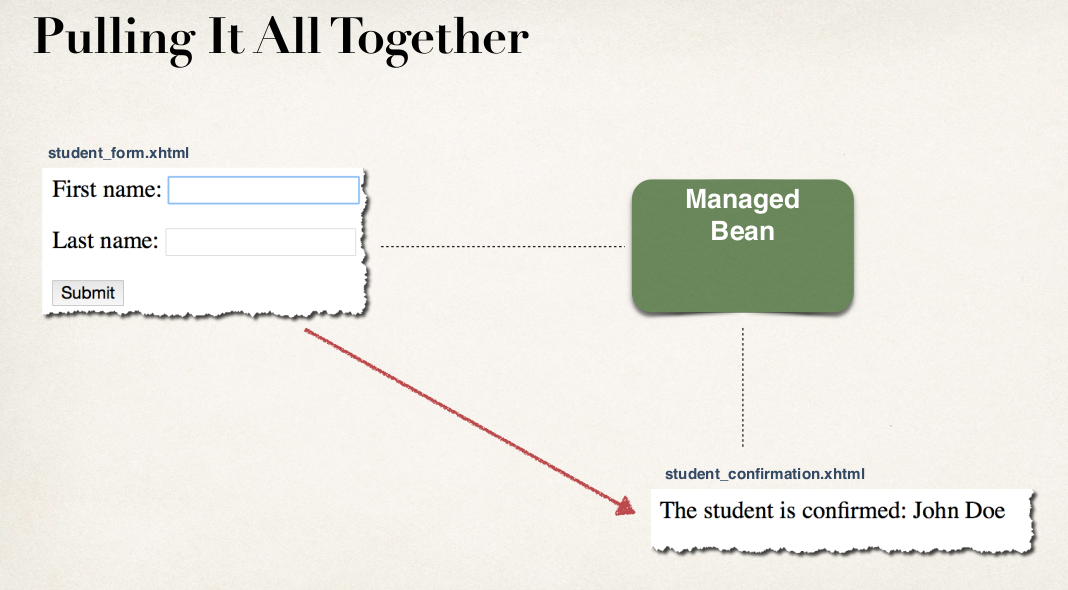 Pulling It All Together
student_form.xhtml
First name:
Last name:
Submit
Managed
Bean
student_confirmation.xhtml
The student is confirmed: John Doe